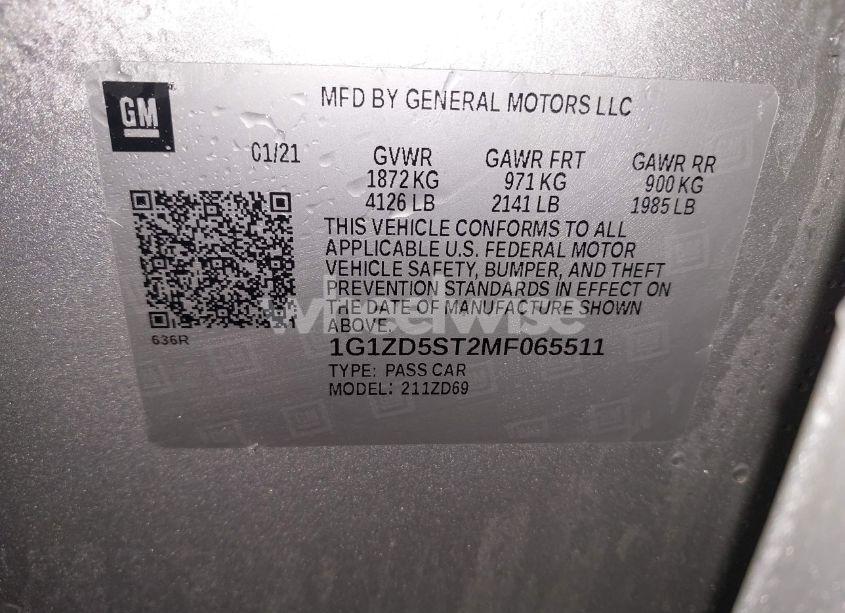 GM
MFD BY GENERAL MOTORS LLC
01/21
GVWR GAWR FRT GAWR RR
1872 KG 971 KG 900 KG
4126 LB 2141 LB 1985 LB
THIS VEHICLE CONFORMS TO ALL
APPLICABLE U.S. FEDERAL MOTOR
VEHICLE SAFETY, BUMPER, AND THEFT
PREVENTION STANDARDS IN EFFECT ON
THE DATE OF MANUFACTURE SHOWN
ABOVE.
636R
1G1ZD5ST2MF065511
TYPE: PASS CAR
MODEL: 211ZD69
wheelwise